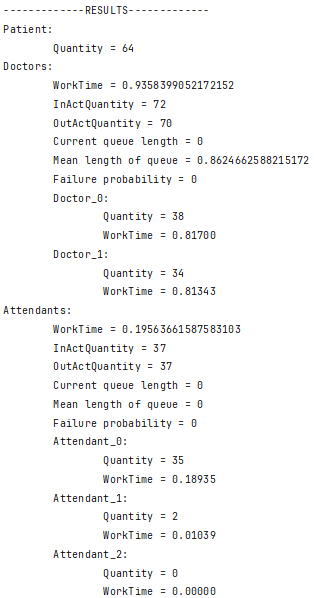 -------------RESULTS-------------
Patient:
Quantity = 64
Doctors:
WorkTime = 0.9358399052172152
InActQuantity = 72
OutActQuantity = 70
Current queue length = 0
Mean length of queue = 0.8624662588215172
Failure probability = 0
Doctor_0:
Quantity = 38
WorkTime = 0.81700
Doctor_1:
Quantity = 34
WorkTime = 0.81343
Attendants:
WorkTime = 0.19563661587583103
InActQuantity = 37
OutActQuantity = 37
Current queue length = 0
Mean length of queue = 0
Failure probability = 0
Attendant_0:
Quantity = 35
WorkTime = 0.18935
Attendant_1:
Quantity = 2
WorkTime = 0.01039
Attendant_2:
Quantity = 0
WorkTime = 0.00000